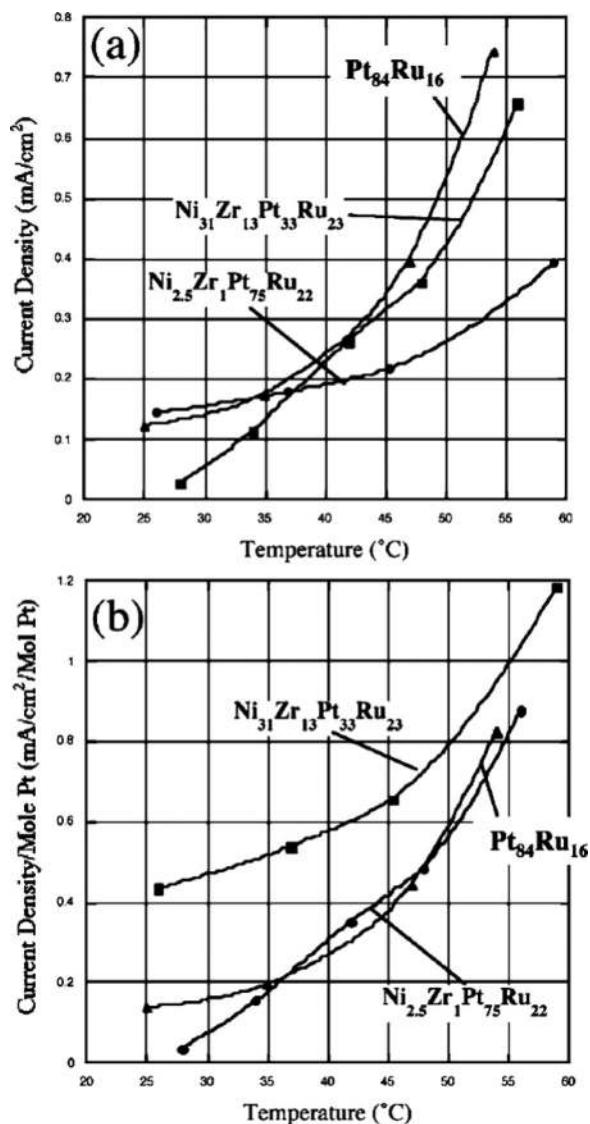 (a)
0.8
0.7
0.6
0.5
0.4
0.3
0.2
0.1
0
Current Density (mA/cm²)
Pt₈₄Ru₁₆
Ni₃₁Zr₁₃Pt₃₃Ru₂₃
Ni₂.₅Zr₁Pt₇₅Ru₂₂
20 25 30 35 40 45 50 55 60
Temperature (°C)
(b)
1.2
1
0.8
0.6
0.4
0.2
0
Current Density/Mole Pt (mA/cm²/Mol Pt)
Ni₃₁Zr₁₃Pt₃₃Ru₂₃
Pt₈₄Ru₁₆
Ni₂.₅Zr₁Pt₇₅Ru₂₂
20 25 30 35 40 45 50 55 60
Temperature (°C)